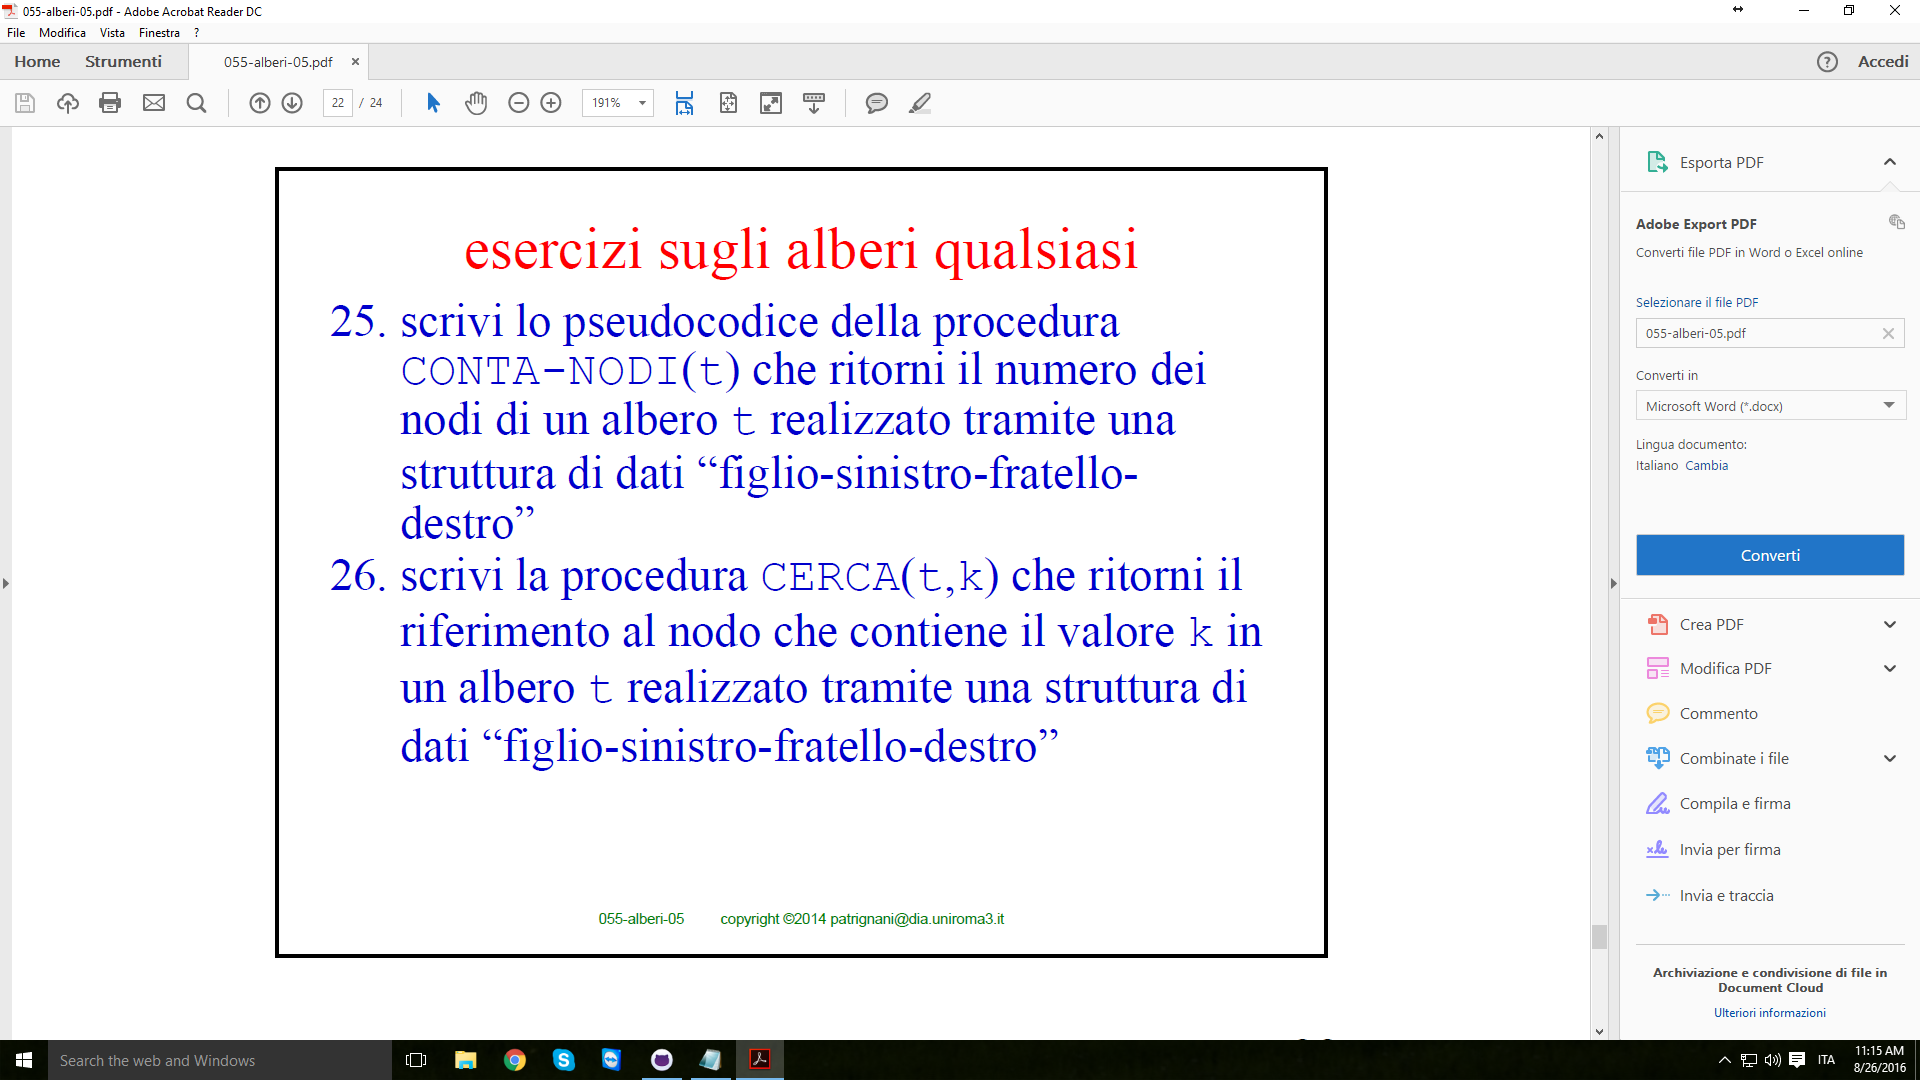 055-alberi-05.pdf - Adobe Acrobat Reader DC
File Modifica Vista Finestra ?
Home Strumenti 055-alberi-05.pdf × ? Accedi
22 / 24 191%
esercizi sugli alberi qualsiasi
25. scrivi lo pseudocodice della procedura
CONTA-NODI(t) che ritorni il numero dei
nodi di un albero t realizzato tramite una
struttura di dati “figlio-sinistro-fratello-
destro”
26. scrivi la procedura CERCA(t,k) che ritorni il
riferimento al nodo che contiene il valore k in
un albero t realizzato tramite una struttura di
dati “figlio-sinistro-fratello-destro”
055-alberi-05 copyright ©2014 patrignani@dia.uniroma3.it
Esporta PDF
Adobe Export PDF
Converti file PDF in Word o Excel online
Selezionare il file PDF
055-alberi-05.pdf
Converti in
Microsoft Word (*.docx)
Lingua documento:
Italiano Cambia
Converti
Crea PDF
Modifica PDF
Commento
Combinate i file
Compila e firma
Invia per firma
Invia e traccia
Archiviazione e condivisione di file in
Document Cloud
Ulteriori informazioni
Search the web and Windows
ITA
11:15 AM
8/26/2016